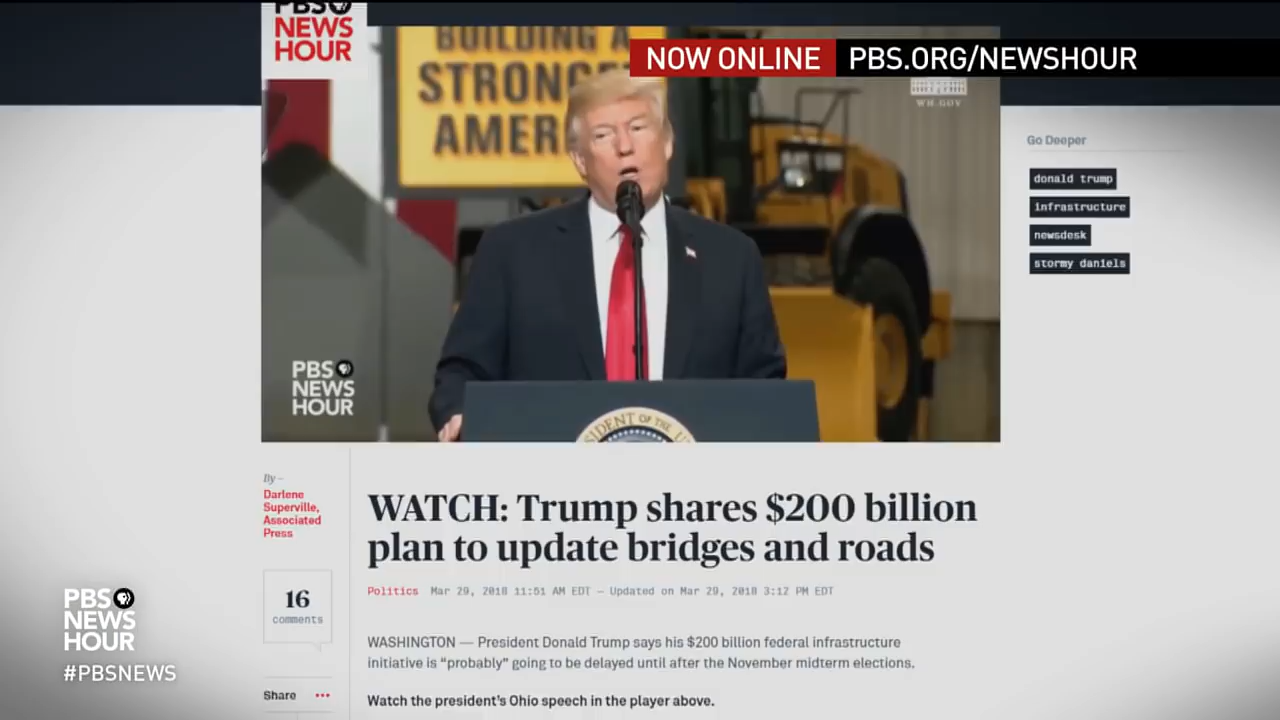 PBS
NEWS
HOUR
BUILDING A
STRONGE
AMER
NOW ONLINE
PBS.ORG/NEWSHOUR
WH.GOV
PBS
NEWS
HOUR
SIDENT OF THE U
Go Deeper
donald trump
infrastructure
newsdesk
stormy daniels
By –
Darlene
Superville,
Associated
Press
16
comments
Share
WATCH: Trump shares $200 billion
plan to update bridges and roads
Politics Mar 29, 2018 11:51 AM EDT — Updated on Mar 29, 2018 3:12 PM EDT
WASHINGTON — President Donald Trump says his $200 billion federal infrastructure
initiative is “probably” going to be delayed until after the November midterm elections.
Watch the president’s Ohio speech in the player above.
PBS
NEWS
HOUR
#PBSNEWS